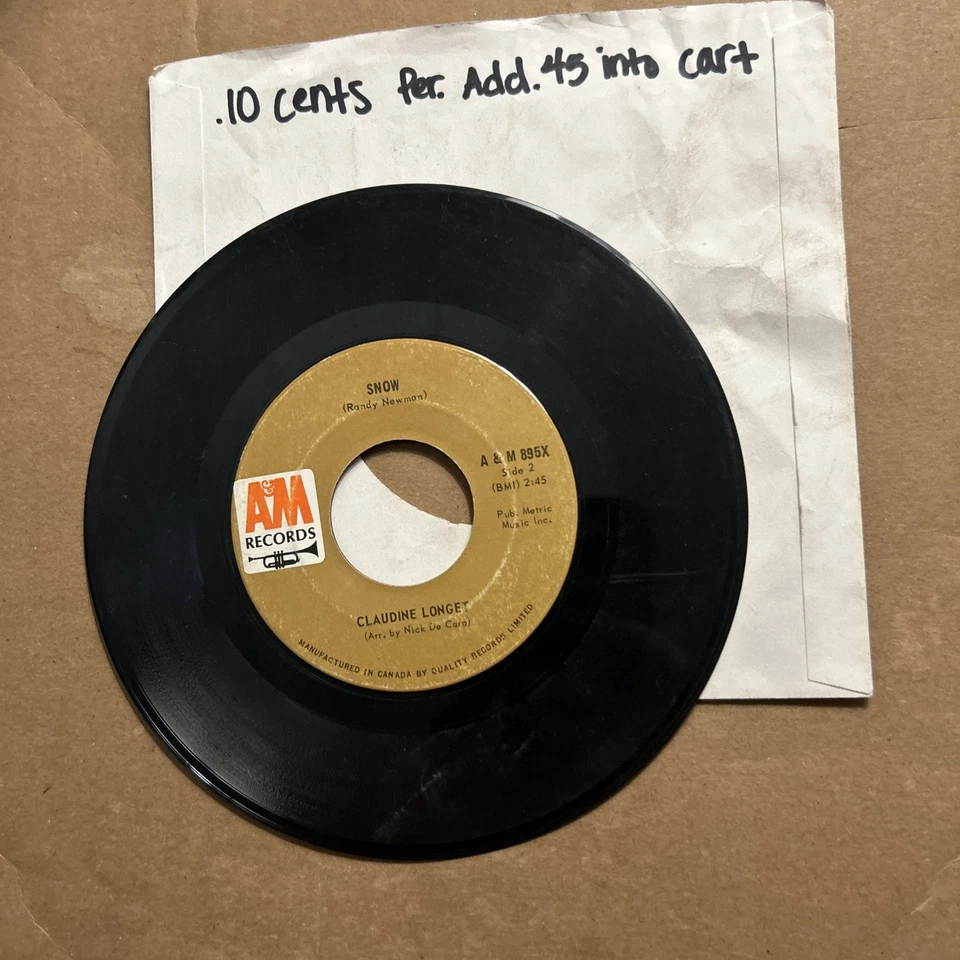 .10 cents Per. Add. 45 into cart
SNOW
(Randy Newman)
A & M 895X
Side 2
(BMI) 2:45
Pub. Metric
Music Inc.
A&M
RECORDS
CLAUDINE LONGET
(Arr. by Nick De Caro)
MANUFACTURED IN CANADA BY QUALITY RECORDS LIMITED